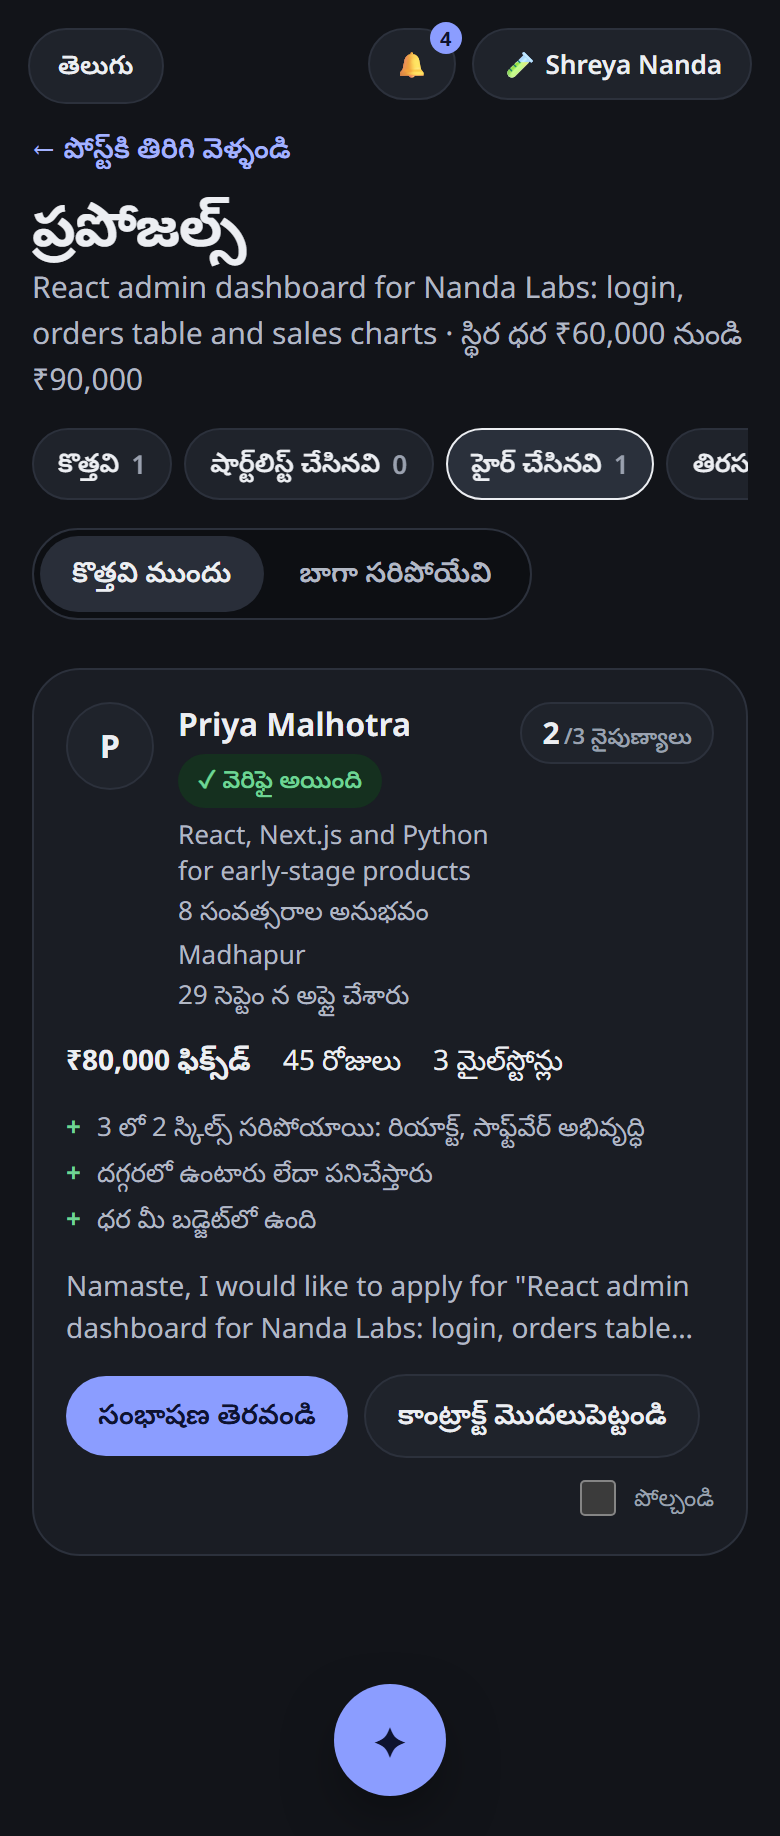 తెలుగు
4
Shreya Nanda
← పోస్ట్‌కి తిరిగి వెళ్ళండి
ప్రపోజల్స్
React admin dashboard for Nanda Labs: login,
orders table and sales charts · స్థిర ధర ₹60,000 నుండి
₹90,000
కొత్తవి 1
షార్ట్‌లిస్ట్ చేసినవి 0
హైర్ చేసినవి 1
తిరస
కొత్తవి ముందు
బాగా సరిపోయేవి
P
Priya Malhotra
2/3 నైపుణ్యాలు
✓ వెరిఫై అయింది
React, Next.js and Python
for early-stage products
8 సంవత్సరాల అనుభవం
Madhapur
29 సెప్టెం న అప్లై చేశారు
₹80,000 ఫిక్స్‌డ్ 45 రోజులు 3 మైల్‌స్టోన్లు
+ 3 లో 2 స్కిల్స్ సరిపోయాయి: రియాక్ట్, సాఫ్ట్‌వేర్ అభివృద్ధి
+ దగ్గరలో ఉంటారు లేదా పనిచేస్తారు
+ ధర మీ బడ్జెట్‌లో ఉంది
Namaste, I would like to apply for "React admin
dashboard for Nanda Labs: login, orders table...
సంభాషణ తెరవండి
కాంట్రాక్ట్ మొదలుపెట్టండి
పోల్చండి